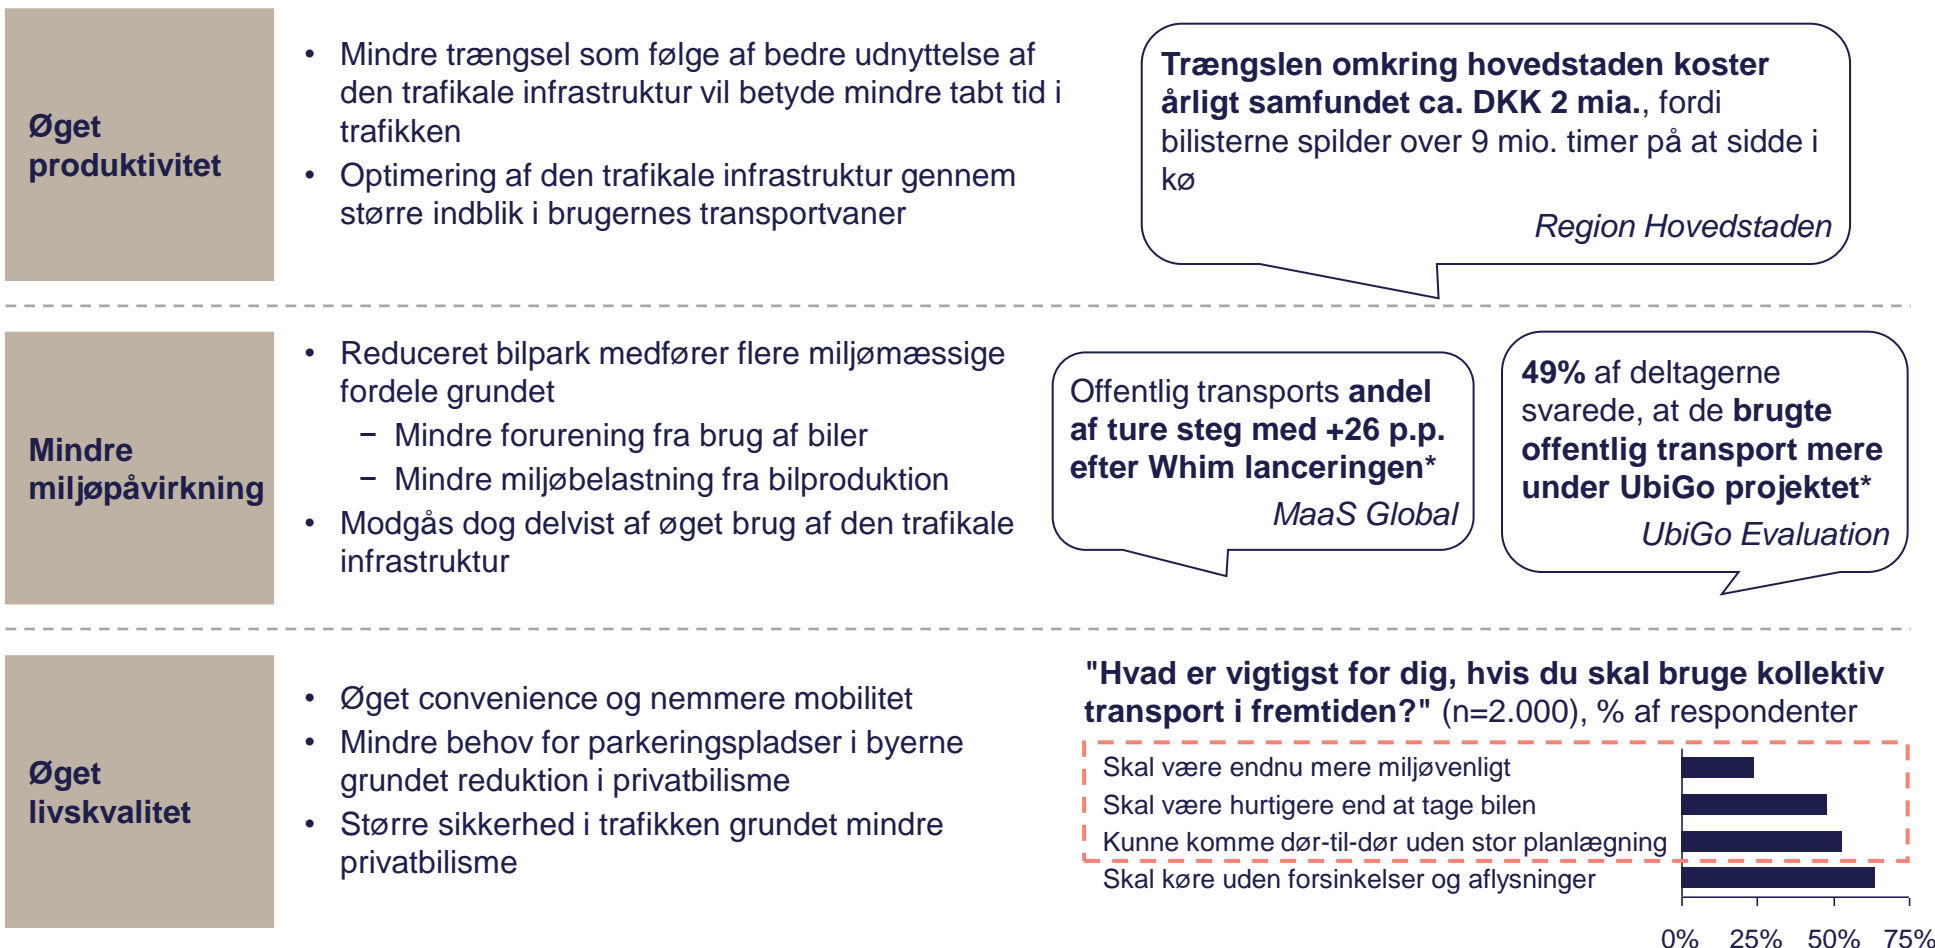 Øget
produktivitet
• Mindre trængsel som følge af bedre udnyttelse af
den trafikale infrastruktur vil betyde mindre tabt tid i
trafikken
• Optimering af den trafikale infrastruktur gennem
større indblik i brugernes transportvaner
Trængslen omkring hovedstaden koster
årligt samfundet ca. DKK 2 mia., fordi
bilisterne spilder over 9 mio. timer på at sidde i
kø
Region Hovedstaden
Mindre
miljøpåvirkning
• Reduceret bilpark medfører flere miljømæssige
fordele grundet
− Mindre forurening fra brug af biler
− Mindre miljøbelastning fra bilproduktion
• Modgås dog delvist af øget brug af den trafikale
infrastruktur
Offentlig transports andel
af ture steg med +26 p.p.
efter Whim lanceringen*
MaaS Global
49% af deltagerne
svarede, at de brugte
offentlig transport mere
under UbiGo projektet*
UbiGo Evaluation
Øget
livskvalitet
• Øget convenience og nemmere mobilitet
• Mindre behov for parkeringspladser i byerne
grundet reduktion i privatbilisme
• Større sikkerhed i trafikken grundet mindre
privatbilisme
"Hvad er vigtigst for dig, hvis du skal bruge kollektiv
transport i fremtiden?" (n=2.000), % af respondenter
Skal være endnu mere miljøvenligt
Skal være hurtigere end at tage bilen
Kunne komme dør-til-dør uden stor planlægning
Skal køre uden forsinkelser og aflysninger
0% 25% 50% 75%